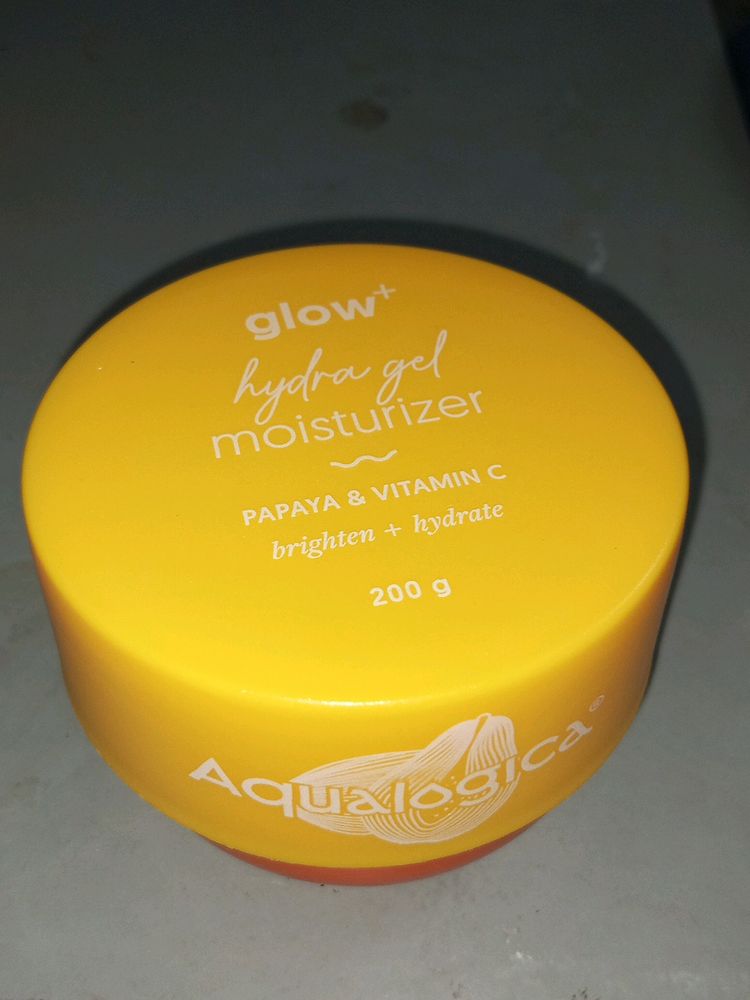 glow+
hydra gel
moisturizer
PAPAYA & VITAMIN C
brighten + hydrate
200 g
Aqualogica®